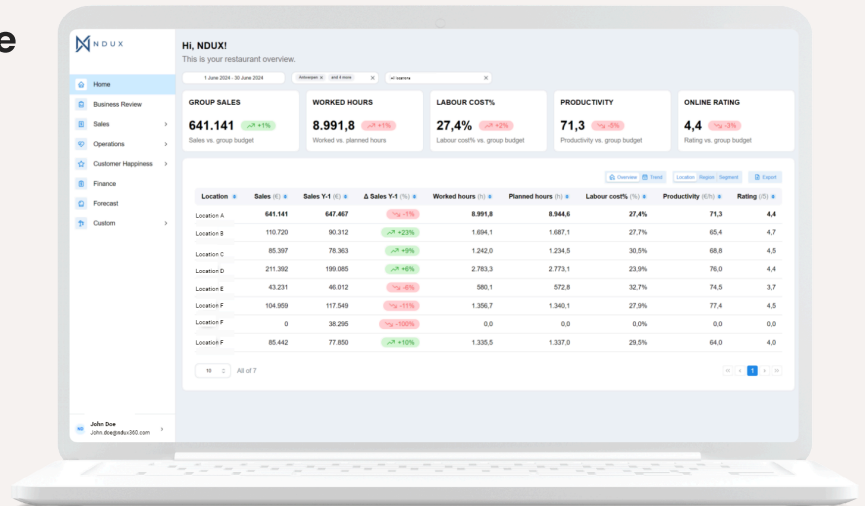 e
NDUX
Home
Business Review
Sales
Operations
Customer Happiness
Finance
Forecast
Custom
John Doe
John.doe@ndux360.com
Hi, NDUX!
This is your restaurant overview.
1 June 2024 - 30 June 2024
Antwerpen x and 4 more X
X
GROUP SALES
641.141 +1%
Sales vs. group budget
WORKED HOURS
8.991,8 +1%
Worked vs. planned hours
LABOUR COST%
27,4% +2%
Labour cost% vs. group budget
PRODUCTIVITY
71,3 -5%
Productivity vs. group budget
ONLINE RATING
4,4 -3%
Rating vs. group budget
Overview Trend Location Region Segment Export
Location Sales (€) Sales Y-1 (€) Δ Sales Y-1 (%) Worked hours (h) Planned hours (h) Labour cost% (%) Productivity (€/h) Rating (/5)
Location A 641.141 647.467 -1% 8.991,8 8.944,6 27,4% 71,3 4,4
Location B 110.720 90.312 +23% 1.694,1 1.687,1 27,7% 65,4 4,7
Location C 85.397 78.363 +9% 1.242,0 1.234,5 30,5% 68,8 4,5
Location D 211.392 199.085 +6% 2.783,3 2.773,1 23,9% 76,0 4,4
Location E 43.231 46.012 -6% 580,1 572,8 32,7% 74,5 3,7
Location F 104.959 117.549 -11% 1.356,7 1.340,1 27,9% 77,4 4,5
Location F 0 38.295 -100% 0,0 0,0 0,0% 0,0 0,0
Location F 85.442 77.850 +10% 1.335,5 1.337,0 29,5% 64,0 4,0
10 All of 7
1